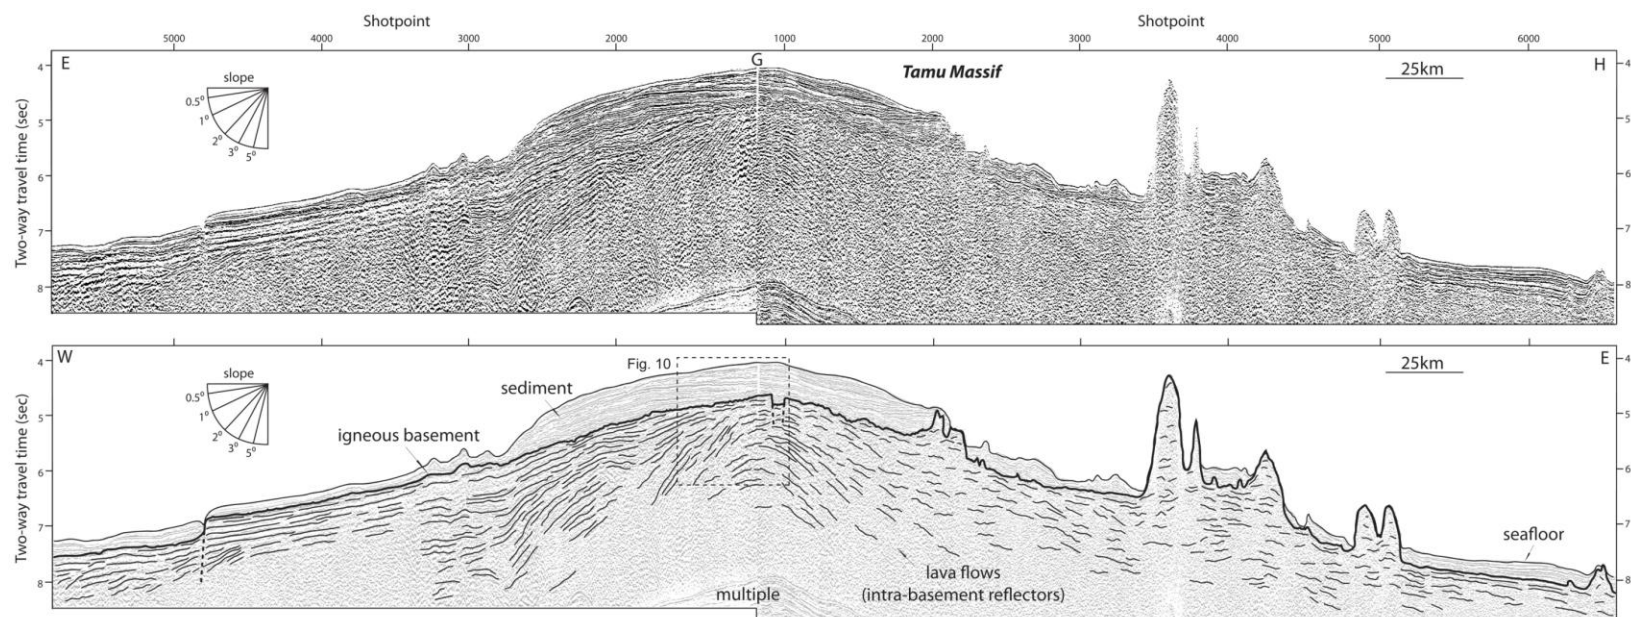 Shotpoint Shotpoint
5000 4000 3000 2000 1000 2000 3000 4000 5000 6000
E G Tamu Massif 25km H
slope
0.5° 1° 2° 3° 5°
Two-way travel time (sec)
4 5 6 7 8
4 5 6 7 8
W Fig. 10 25km E
slope
0.5° 1° 2° 3° 5°
sediment
igneous basement
Two-way travel time (sec)
4 5 6 7 8
4 5 6 7 8
seafloor
lava flows
multiple (intra-basement reflectors)